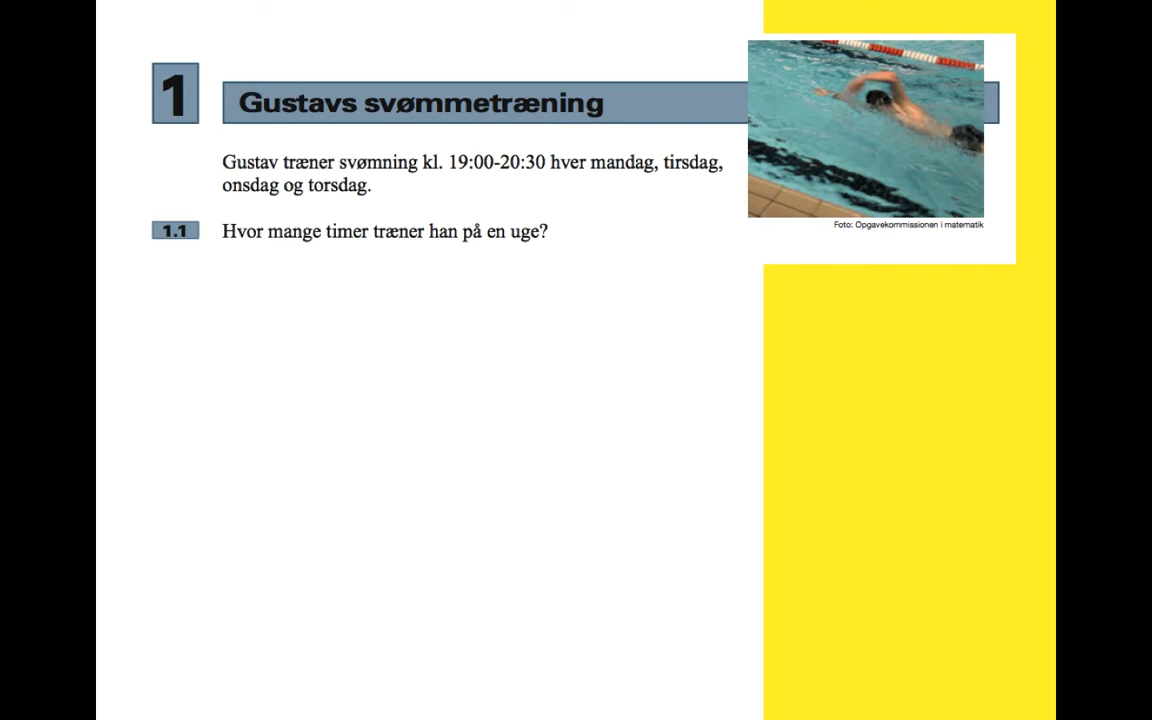 1
Gustavs svømmetræning
Gustav træner svømning kl. 19:00-20:30 hver mandag, tirsdag,
onsdag og torsdag.
1.1 Hvor mange timer træner han på en uge?
Foto: Opgavekommissionen i matematik